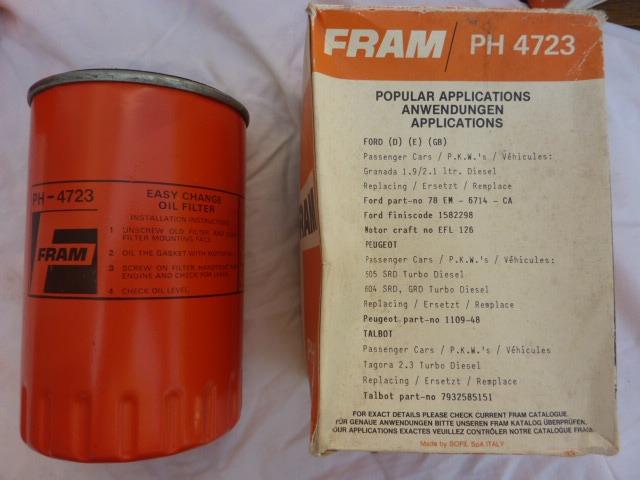 PH-4723
FRAM
EASY CHANGE
OIL FILTER
INSTALLATION INSTRUCTIONS
1 UNSCREW OLD FILTER AND
FILTER MOUNTING FACE
2 OIL THE GASKET WITH
3 SCREW ON FILTER
ENGINE AND CHECK FOR LEAKS
4 CHECK OIL LEVEL
FRAM
FRAM / PH 4723
POPULAR APPLICATIONS
ANWENDUNGEN
APPLICATIONS
FORD (D) (E) (GB)
Passenger Cars / P.K.W.'s / Véhicules:
Granada 1.9/2.1 ltr. Diesel
Replacing / Ersetzt / Remplace
Ford part-no 78 EM - 6714 - CA
Ford finiscode 1582298
Motor craft no EFL 126
PEUGEOT
Passenger Cars / P.K.W.'s / Véhicules:
505 SRD Turbo Diesel
604 SRD, GRD Turbo Diesel
Replacing / Ersetzt / Remplace
Peugeot part-no 1109-48
TALBOT
Passenger Cars / P.K.W.'s / Véhicules
Tagora 2.3 Turbo Diesel
Replacing / Ersetzt / Remplace
Talbot part-no 7932585151
FOR EXACT DETAILS PLEASE CHECK CURRENT FRAM CATALOGUE.
FÜR GENAUE ANWENDUNGEN BITTE UNSEREN FRAM KATALOG ÜBERPRÜFEN.
OUR APPLICATIONS EXACTES VEUILLEZ CONTRÔLER NOTRE CATALOGUE FRAM
Made by SOFIL SpA ITALY